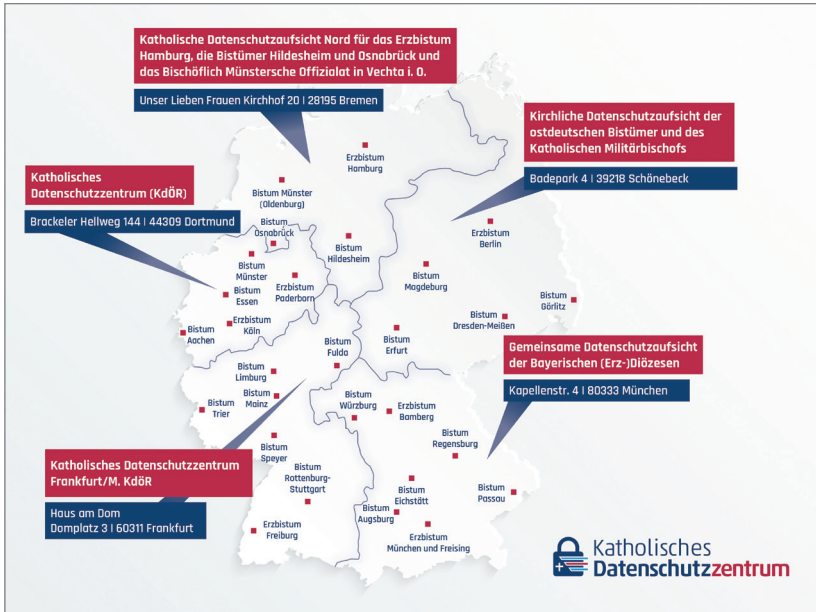 Katholische Datenschutzaufsicht Nord für das Erzbistum
Hamburg, die Bistümer Hildesheim und Osnabrück und
das Bischöflich Münstersche Offizialat in Vechta i. O.
Unser Lieben Frauen Kirchhof 20 | 28195 Bremen
Kirchliche Datenschutzaufsicht der
ostdeutschen Bistümer und des
Katholischen Militärbischofs
Badepark 4 | 39218 Schönebeck
Katholisches
Datenschutzzentrum (KdÖR)
Brackeler Hellweg 144 | 44309 Dortmund
Erzbistum
Hamburg
Bistum Münster
(Oldenburg)
Bistum
Osnabrück
Bistum
Hildesheim
Erzbistum
Berlin
Bistum
Münster
Bistum
Magdeburg
Bistum
Essen
Erzbistum
Paderborn
Bistum
Görlitz
Erzbistum
Köln
Bistum
Aachen
Bistum
Dresden-Meißen
Bistum
Erfurt
Bistum
Fulda
Gemeinsame Datenschutzaufsicht
der Bayerischen (Erz-)Diözesen
Kapellenstr. 4 | 80333 München
Bistum
Limburg
Bistum
Mainz
Bistum
Trier
Bistum
Würzburg
Erzbistum
Bamberg
Bistum
Speyer
Bistum
Regensburg
Katholisches Datenschutzzentrum
Frankfurt/M. KdöR
Haus am Dom
Domplatz 3 | 60311 Frankfurt
Bistum
Rottenburg-
Stuttgart
Bistum
Eichstätt
Bistum
Passau
Bistum
Augsburg
Erzbistum
Freiburg
Erzbistum
München und Freising
Katholisches
Datenschutzzentrum